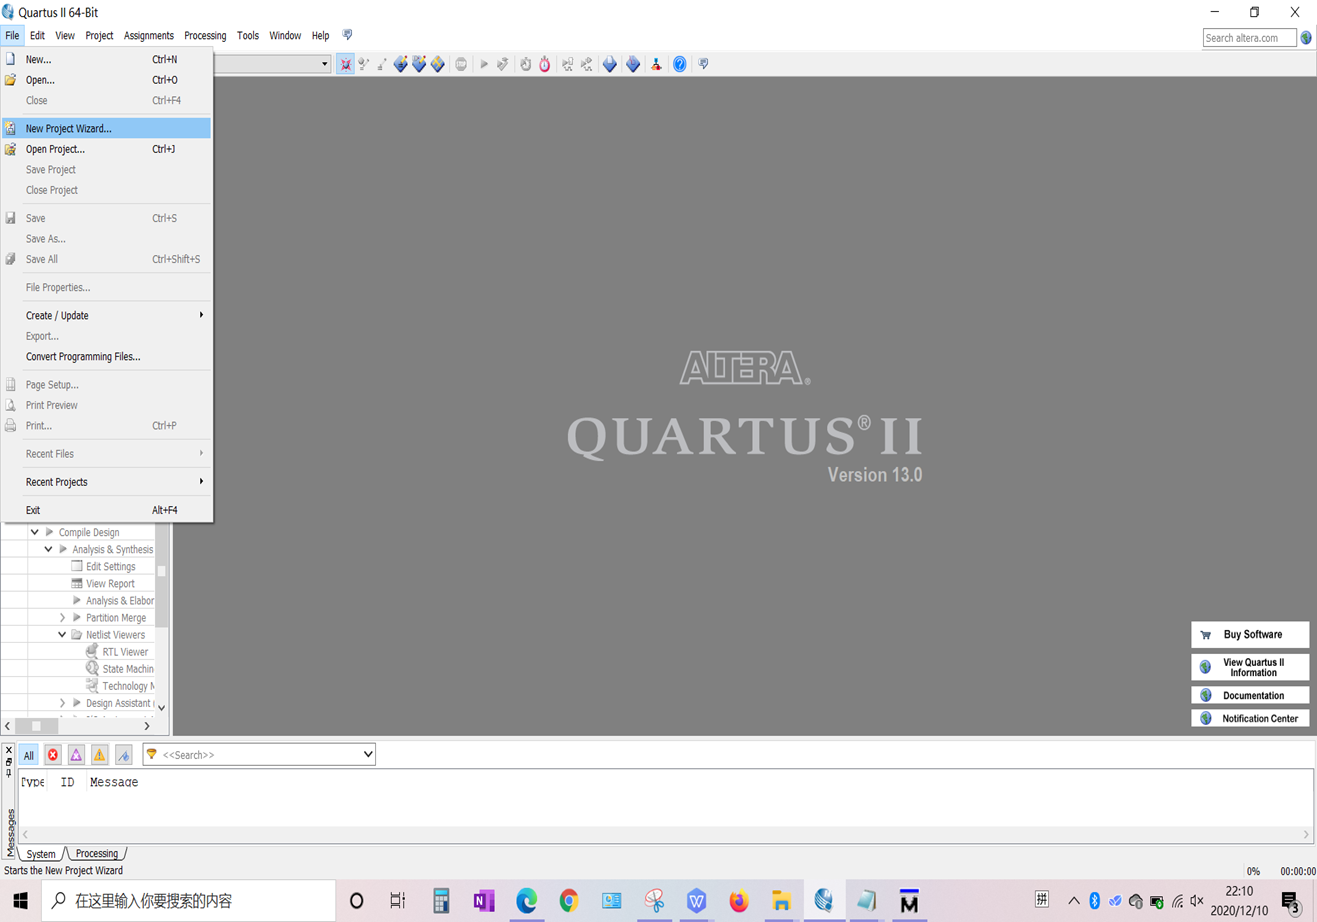 Quartus II 64-Bit
File Edit View Project Assignments Processing Tools Window Help
Search altera.com
New... Ctrl+N
Open... Ctrl+O
Close Ctrl+F4
New Project Wizard...
Open Project... Ctrl+J
Save Project
Close Project
Save Ctrl+S
Save As...
Save All Ctrl+Shift+S
File Properties...
Create / Update
Export...
Convert Programming Files...
Page Setup...
Print Preview
Print... Ctrl+P
Recent Files
Recent Projects
Exit Alt+F4
ALTERA®
QUARTUS® II
Version 13.0
Compile Design
Analysis & Synthesis
Edit Settings
View Report
Analysis & Elabor
Partition Merge
Netlist Viewers
RTL Viewer
State Machin
Technology M
Design Assistant
Buy Software
View Quartus II
Information
Documentation
Notification Center
All <<Search>>
Type ID Message
Messages
System Processing
Starts the New Project Wizard
0% 00:00:00
在这里输入你要搜索的内容
拼
22:10
2020/12/10
3